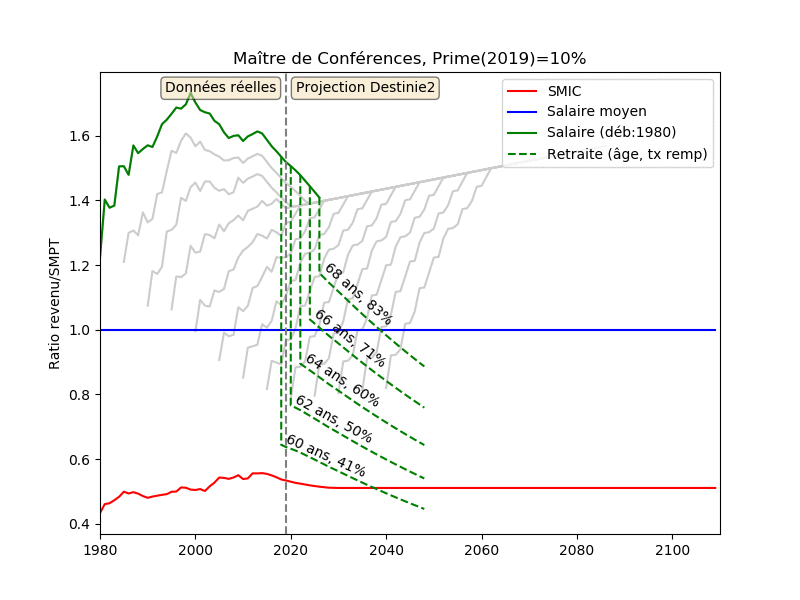 Maître de Conférences, Prime(2019)=10%
Données réelles
Projection Destinie2
SMIC
Salaire moyen
Salaire (déb:1980)
Retraite (âge, tx remp)
Ratio revenu/SMPT
1.6
1.4
1.2
1.0
0.8
0.6
0.4
68 ans, 83%
66 ans, 71%
64 ans, 60%
62 ans, 50%
60 ans, 41%
1980
2000
2020
2040
2060
2080
2100